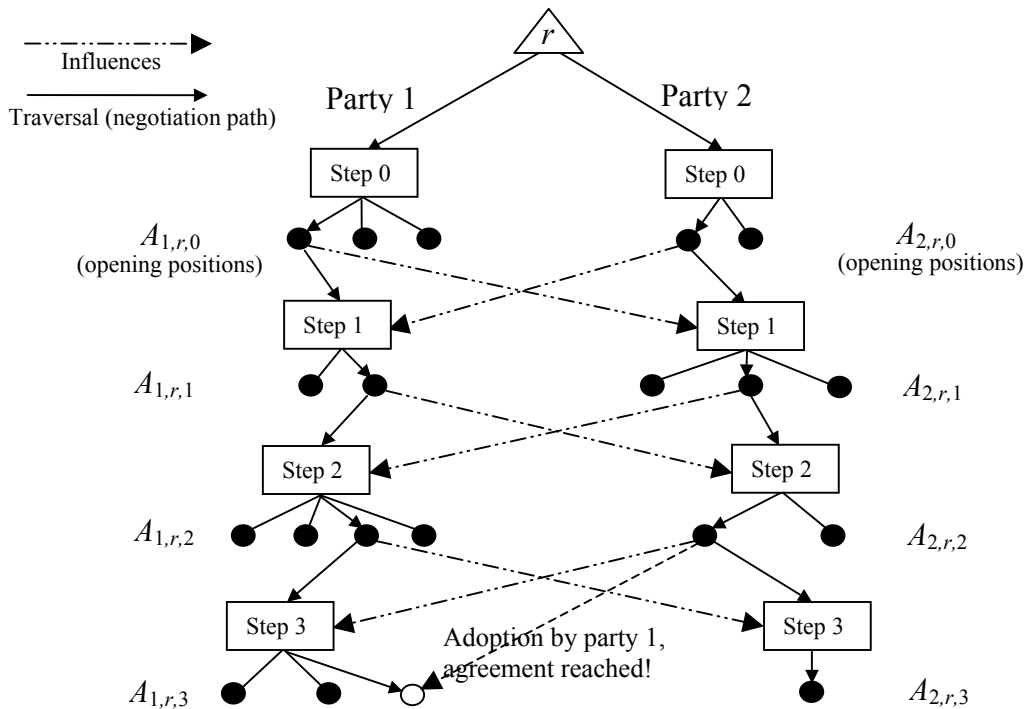 r
Influences
Party 1
Party 2
Traversal (negotiation path)
Step 0
Step 0
A1,r,0
(opening positions)
A2,r,0
(opening positions)
Step 1
Step 1
A1,r,1
A2,r,1
Step 2
Step 2
A1,r,2
A2,r,2
Step 3
Step 3
Adoption by party 1,
agreement reached!
A1,r,3
A2,r,3